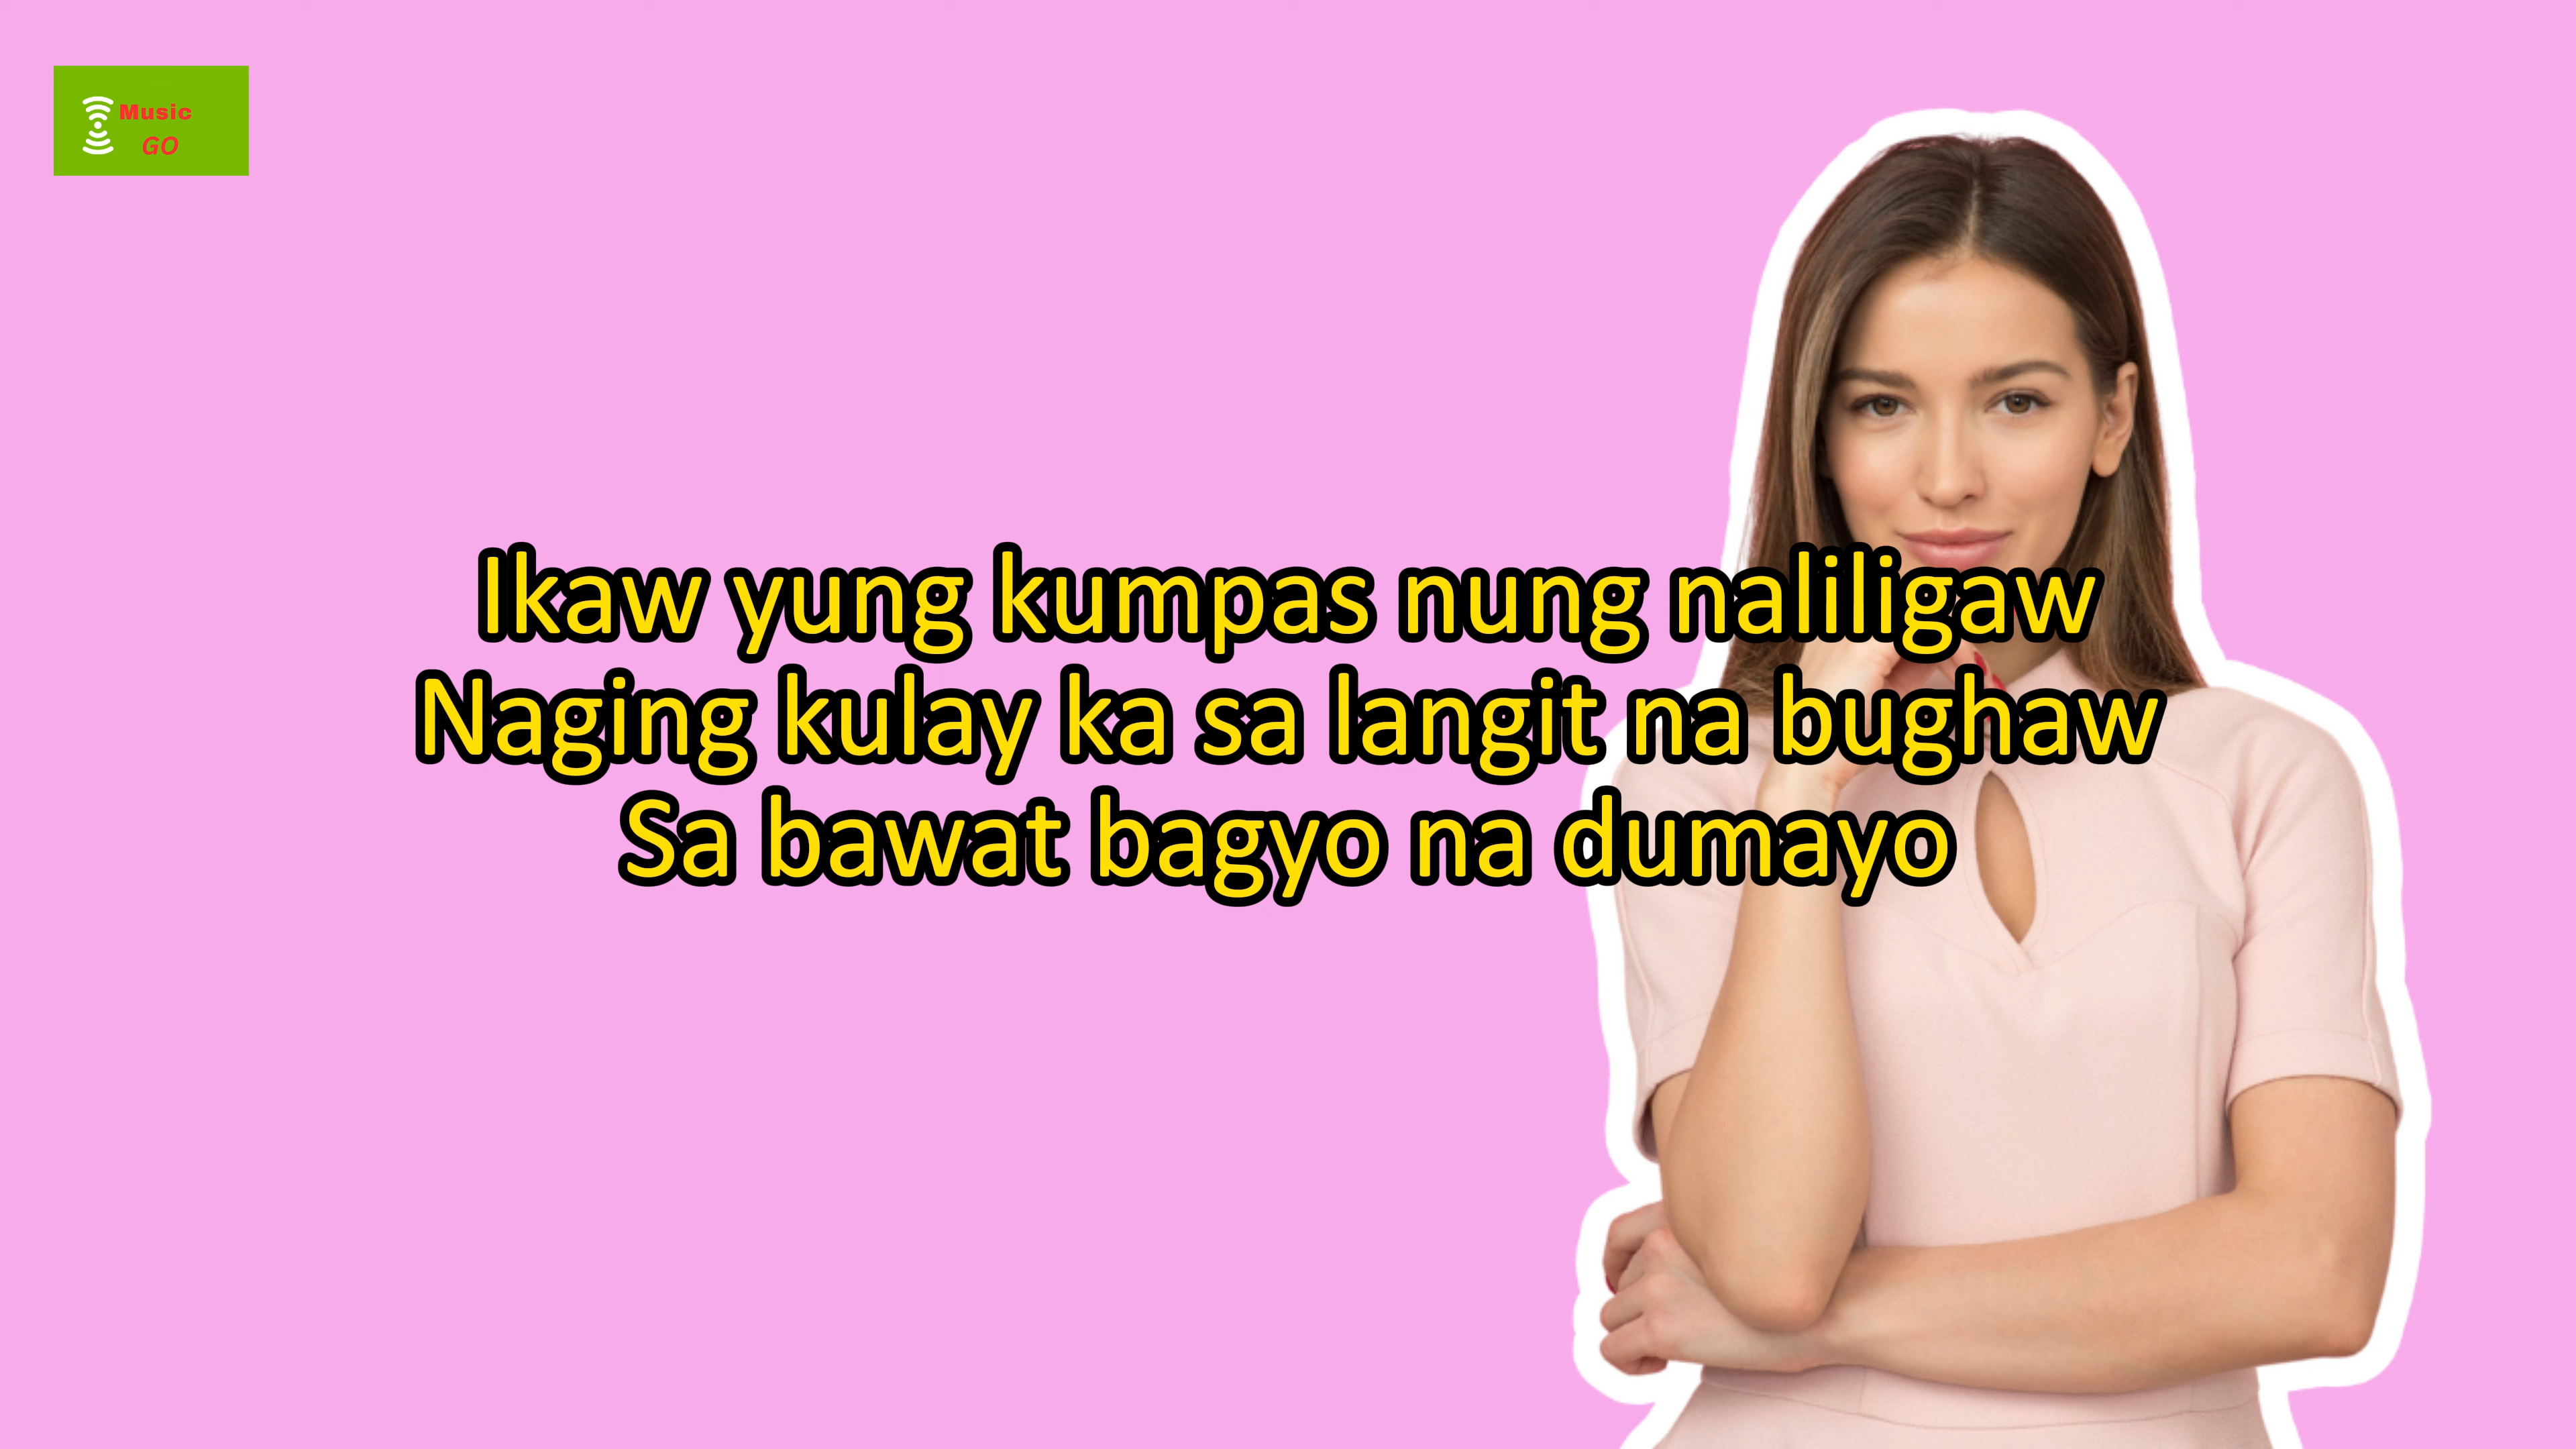 Music
GO
Ikaw yung kumpas nung naliligaw
Naging kulay ka sa langit na bughaw
Sa bawat bagyo na dumayo